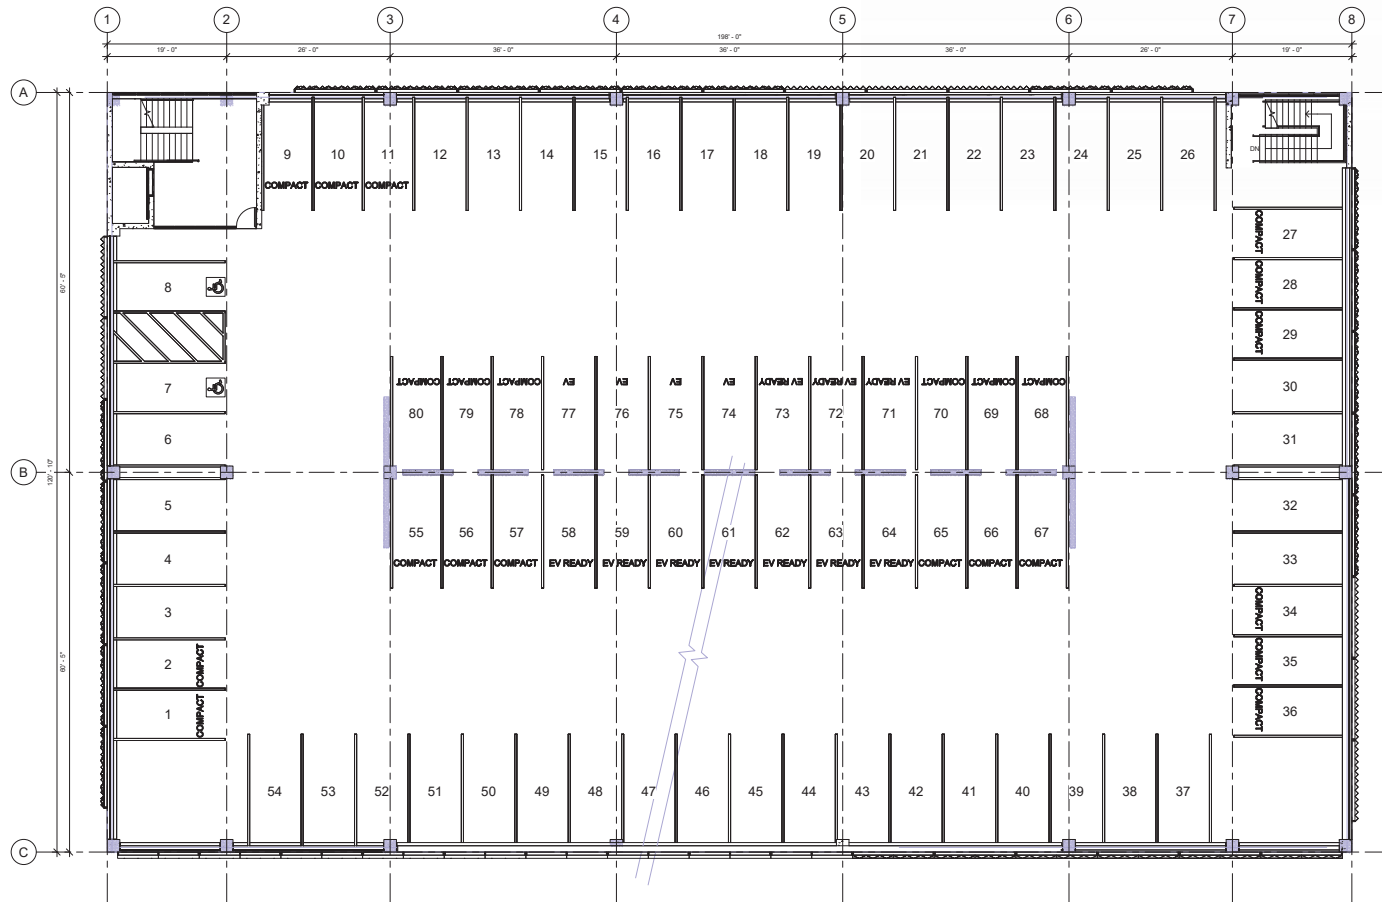 1 2 3 4 5 6 7 8
198' - 0"
19' - 0" 26' - 0" 36' - 0" 36' - 0" 36' - 0" 26' - 0" 19' - 0"
A
9 10 11 12 13 14 15 16 17 18 19 20 21 22 23 24 25 26
DN
COMPACT COMPACT COMPACT
27 COMPACT
8
28 COMPACT
60' - 5"
29 COMPACT
7
30
COMPACT COMPACT COMPACT EV EV EV EV EV READY EV READY EV READY COMPACT COMPACT COMPACT
80 79 78 77 76 75 74 73 72 71 70 69 68
6
31
B
120' - 10"
5
32
55 56 57 58 59 60 61 62 63 64 65 66 67
4
33
COMPACT COMPACT COMPACT EV READY EV READY EV READY EV READY EV READY EV READY EV READY COMPACT COMPACT COMPACT
3
COMPACT 34
60' - 5"
2 COMPACT
COMPACT 35
1 COMPACT
COMPACT 36
54 53 52 51 50 49 48 47 46 45 44 43 42 41 40 39 38 37
C